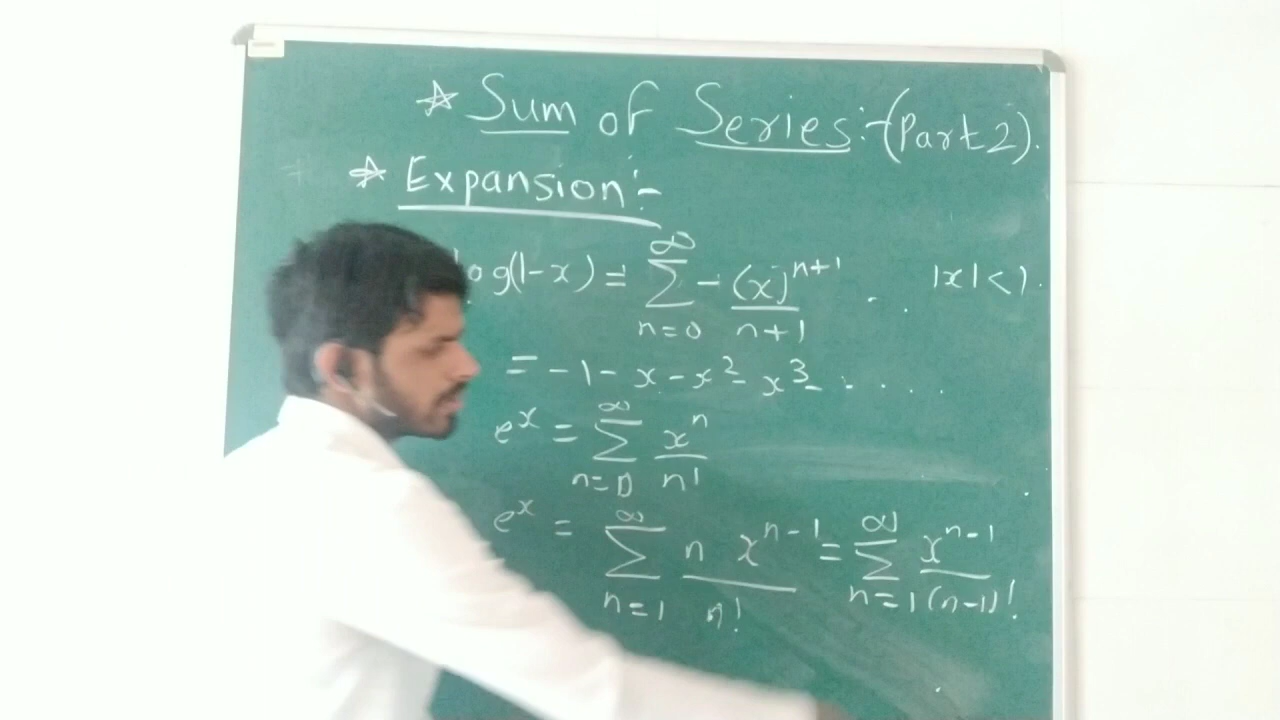 ☆ Sum of Series:-(Part 2).
☆ Expansion:-
log(1-x) = ∑_{n=0}^{∞} -(x)^{n+1}/(n+1) . . |x| < 1.
= -1 - x - x² - x³ - . . . .
e^x = ∑_{n=0}^{∞} x^n/n!
e^x = ∑_{n=1}^{∞} n x^{n-1}/n! = ∑_{n=1}^{∞} x^{n-1}/(n-1)!